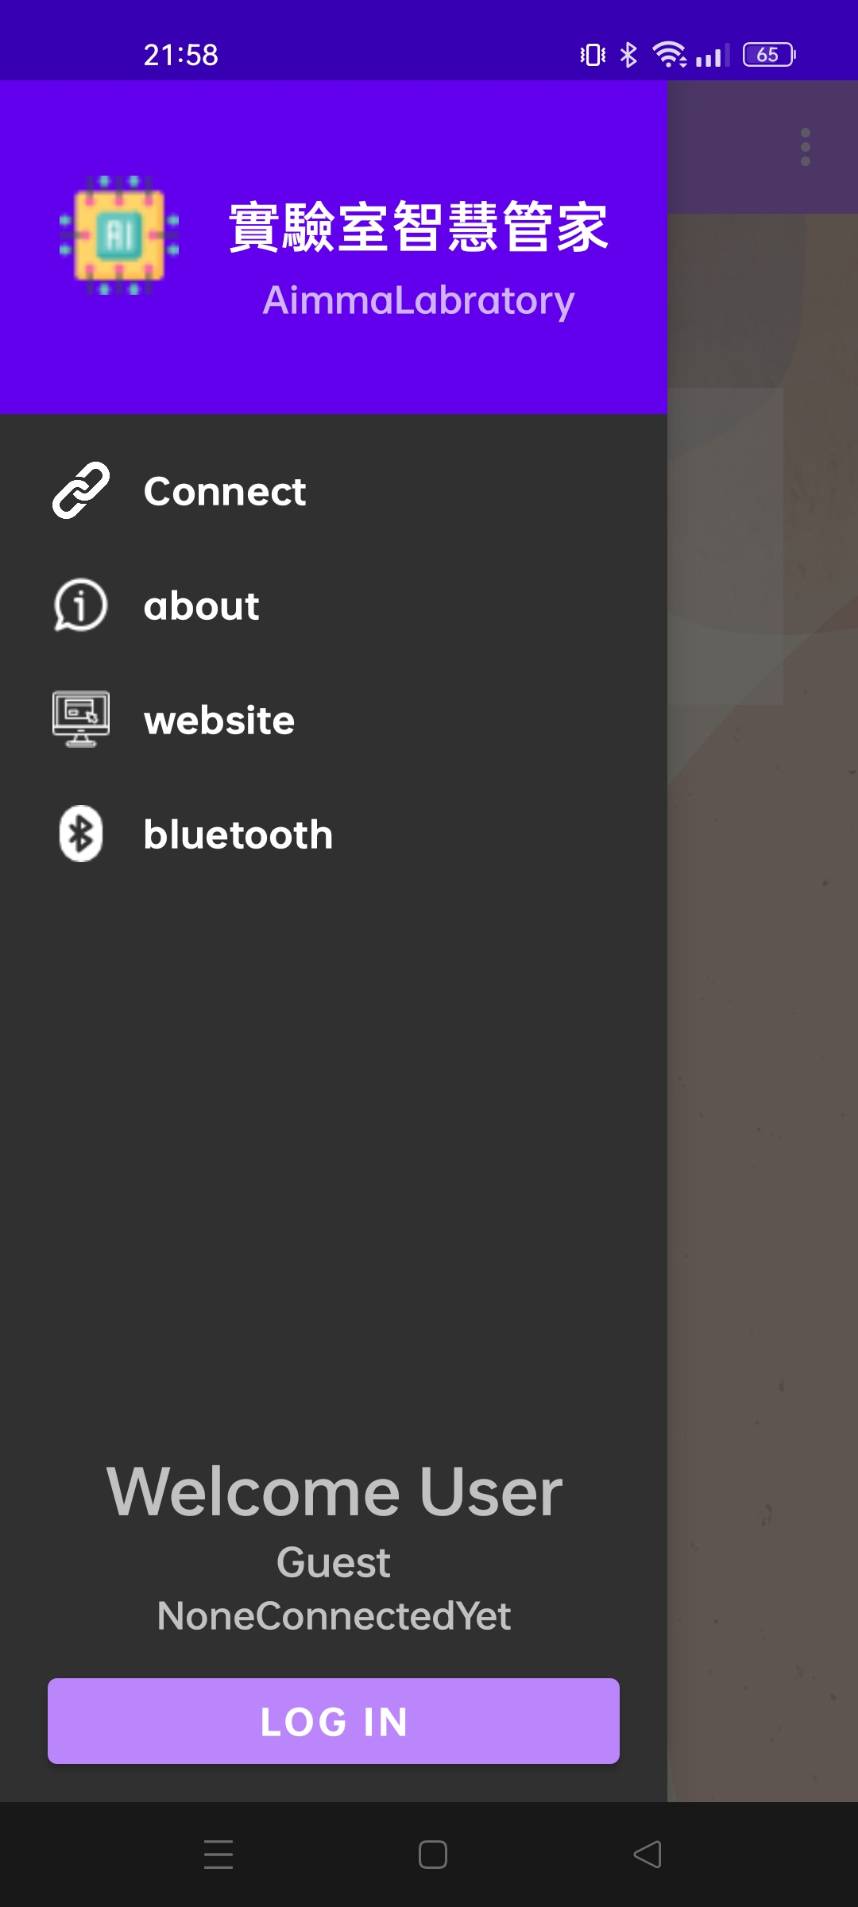 21:58
65
AI
實驗室智慧管家
AimmaLabratory
Connect
about
website
bluetooth
Welcome User
Guest
NoneConnectedYet
LOG IN